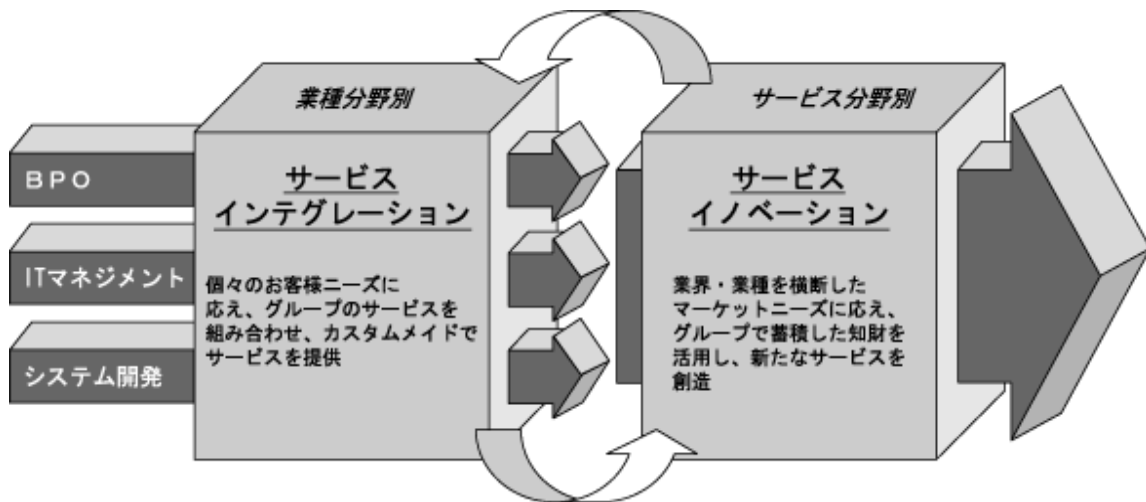 業種分野別
サービス分野別
BPO
ITマネジメント
システム開発
サービス
インテグレーション
個々のお客様ニーズに
応え、グループのサービスを
組み合わせ、カスタムメイドで
サービスを提供
サービス
イノベーション
業界・業種を横断した
マーケットニーズに応え、
グループで蓄積した知財を
活用し、新たなサービスを
創造